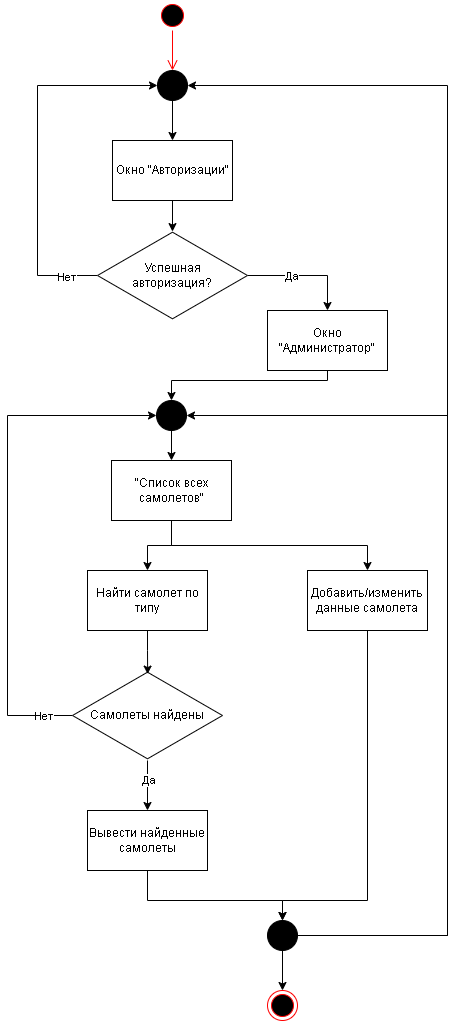 Окно "Авторизации"
Успешная
авторизация?
Нет
Да
Окно
"Администратор"
"Список всех
самолетов"
Найти самолет по
типу
Добавить/изменить
данные самолета
Самолеты найдены
Нет
Да
Вывести найденные
самолеты